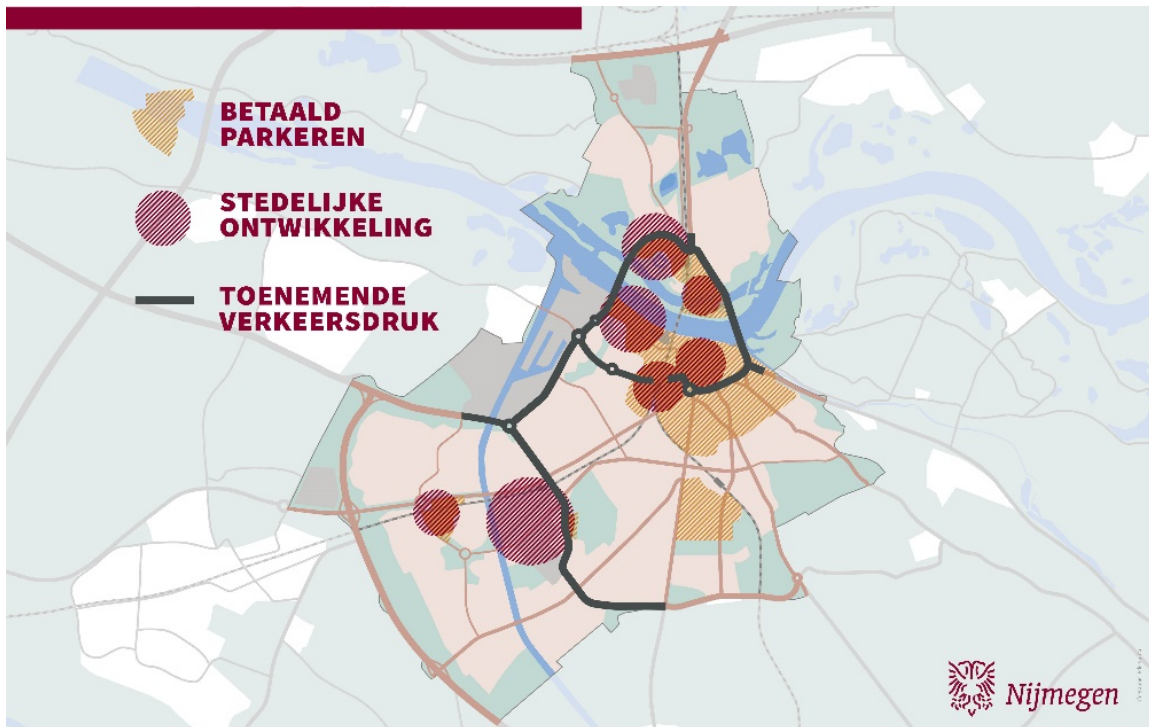 BETAALD
PARKEREN
STEDELIJKE
ONTWIKKELING
TOENEMENDE
VERKEERSDRUK
Nijmegen